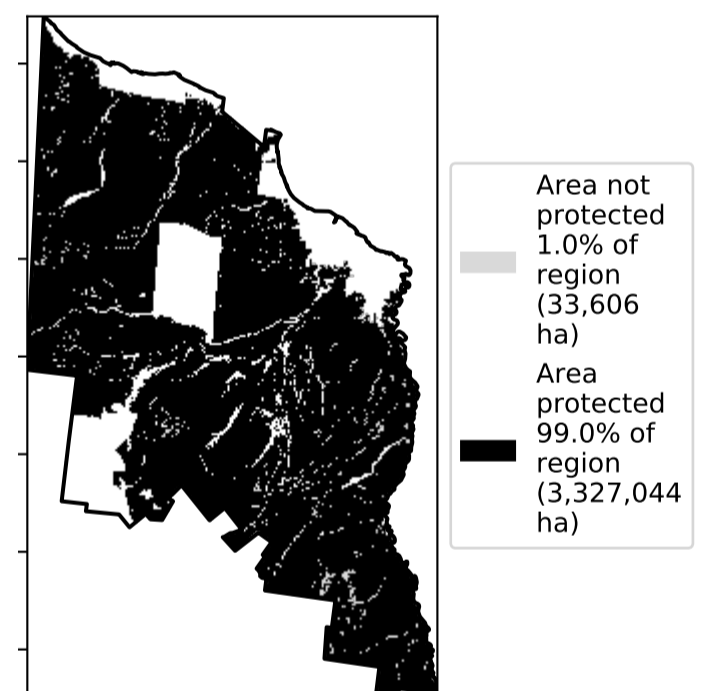 Area not
protected
1.0% of
region
(33,606
ha)
Area
protected
99.0% of
region
(3,327,044
ha)